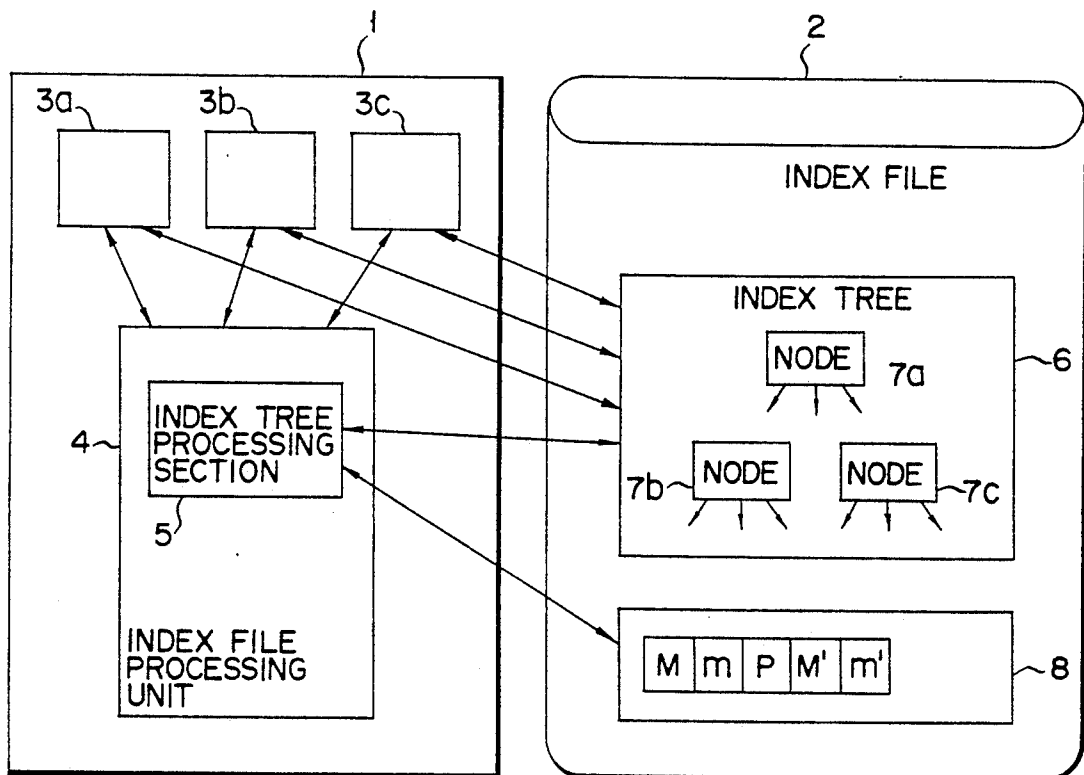 1
2
3a
3b
3c
INDEX FILE
INDEX TREE
NODE
7a
6
INDEX TREE
PROCESSING
SECTION
4
5
NODE
NODE
7b
7c
INDEX FILE
PROCESSING
UNIT
M m P M' m'
8